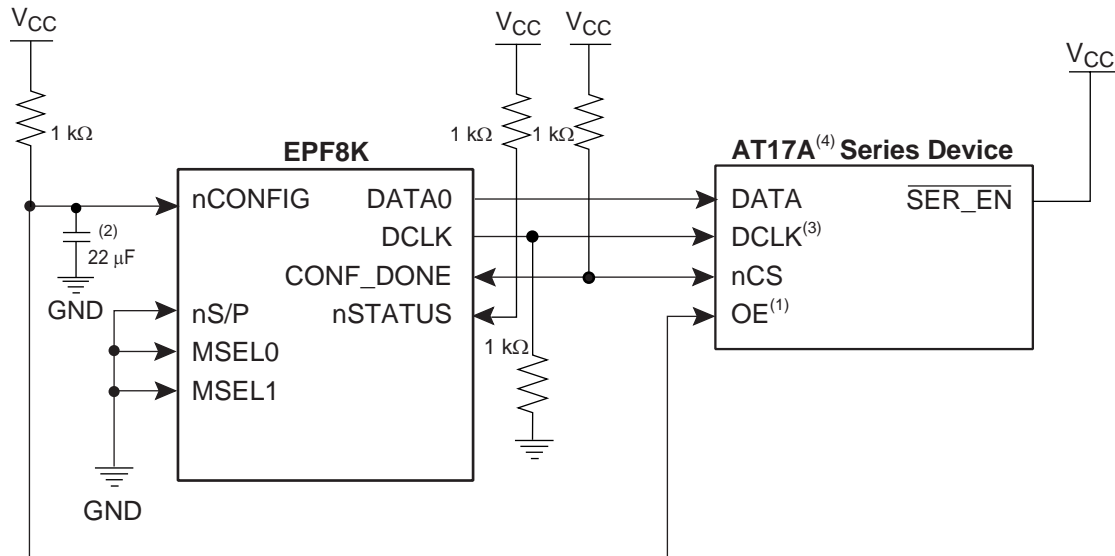 VCC
VCC
VCC
VCC
1 kΩ
1 kΩ
1 kΩ
EPF8K
AT17A(4) Series Device
nCONFIG
DATA0
DATA
SER_EN
(2)
22 μF
GND
DCLK
DCLK(3)
CONF_DONE
nCS
nS/P
nSTATUS
OE(1)
MSEL0
1 kΩ
MSEL1
GND